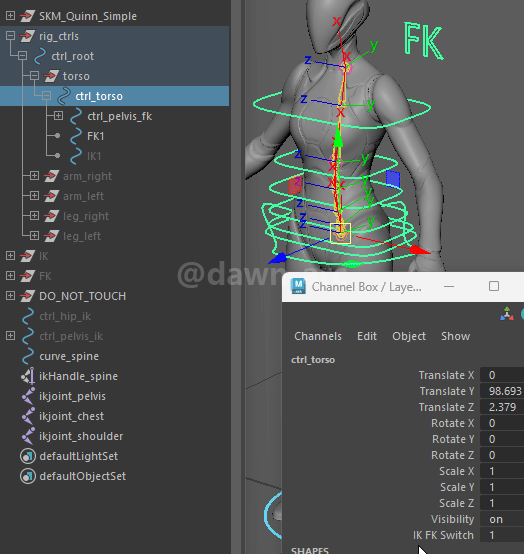 SKM_Quinn_Simple
rig_ctrls
ctrl_root
torso
ctrl_torso
ctrl_pelvis_fk
FK1
IK1
arm_right
arm_left
leg_right
leg_left
IK
FK
DO_NOT_TOUCH
ctrl_hip_ik
ctrl_pelvis_ik
curve_spine
ikHandle_spine
ikjoint_pelvis
ikjoint_chest
ikjoint_shoulder
defaultLightSet
defaultObjectSet
FK
x
y
z
x
z
x
y
z
x
y
z
x
x
y
z
z
y
@dawn
M
Channel Box / Laye...
Channels Edit Object Show
ctrl_torso
Translate X 0
Translate Y 98.693
Translate Z 2.379
Rotate X 0
Rotate Y 0
Rotate Z 0
Scale X 1
Scale Y 1
Scale Z 1
Visibility on
IK FK Switch 1
SHAPES